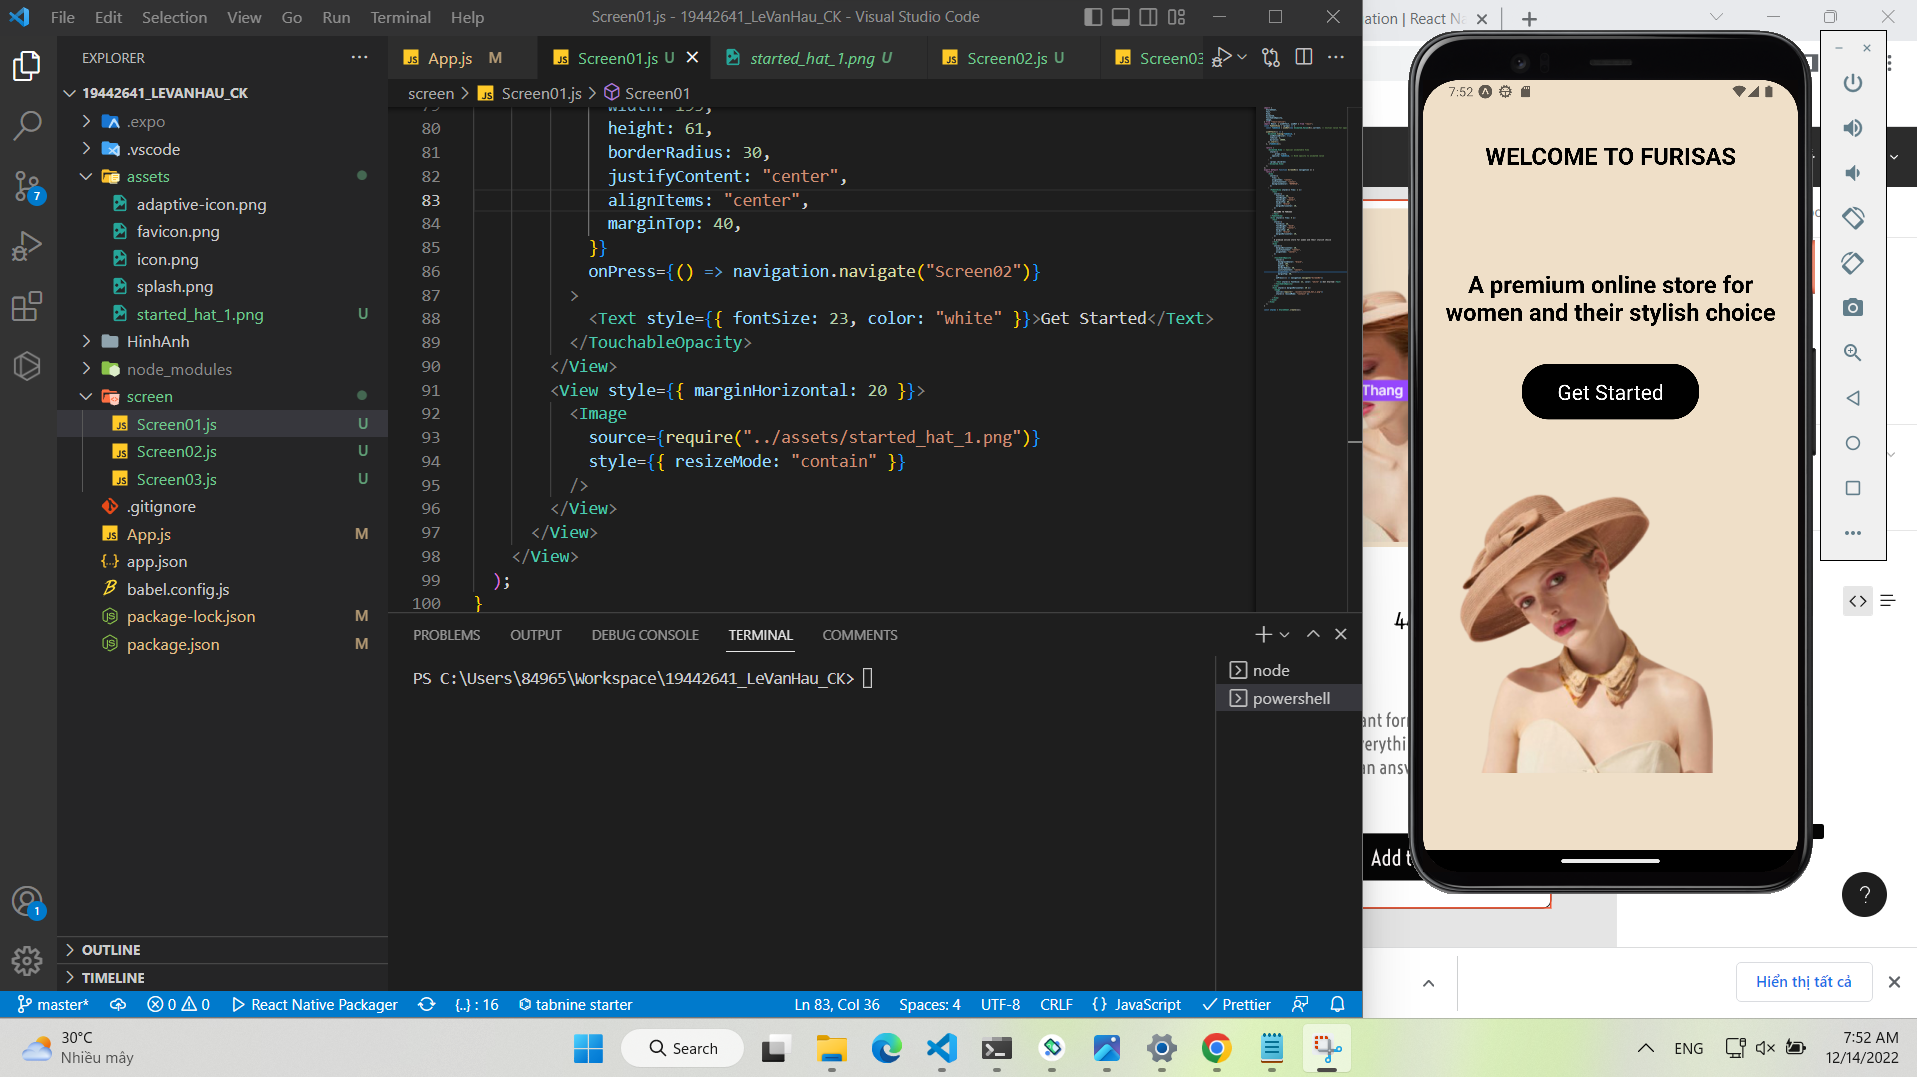 File Edit Selection View Go Run Terminal Help
Screen01.js - 19442641_LeVanHau_CK - Visual Studio Code
EXPLORER
19442641_LEVANHAU_CK
.expo
.vscode
assets
adaptive-icon.png
favicon.png
icon.png
splash.png
started_hat_1.png U
HinhAnh
node_modules
screen
Screen01.js U
Screen02.js U
Screen03.js U
.gitignore
App.js M
app.json
babel.config.js
package-lock.json M
package.json M
OUTLINE
TIMELINE
7
1
App.js M Screen01.js U started_hat_1.png U Screen02.js U Screen03
screen > Screen01.js > Screen01
80 height: 61,
81 borderRadius: 30,
82 justifyContent: "center",
83 alignItems: "center",
84 marginTop: 40,
85 }}
86 onPress={() => navigation.navigate("Screen02")}
87 >
88 <Text style={{ fontSize: 23, color: "white" }}>Get Started</Text>
89 </TouchableOpacity>
90 </View>
91 <View style={{ marginHorizontal: 20 }}>
92 <Image
93 source={require("../assets/started_hat_1.png")}
94 style={{ resizeMode: "contain" }}
95 />
96 </View>
97 </View>
98 </View>
99 );
100 }
PROBLEMS OUTPUT DEBUG CONSOLE TERMINAL COMMENTS
PS C:\Users\84965\Workspace\19442641_LeVanHau_CK>
node
powershell
master* 0 0 React Native Packager {..} : 16 tabnine starter
Ln 83, Col 36 Spaces: 4 UTF-8 CRLF {} JavaScript Prettier
ation | React Na
7:52
WELCOME TO FURISAS
A premium online store for
women and their stylish choice
Get Started
Thang
ant for
erythi
an answ
Add t
?
Hiển thị tất cả
30°C
Nhiều mây
Search
ENG
7:52 AM
12/14/2022